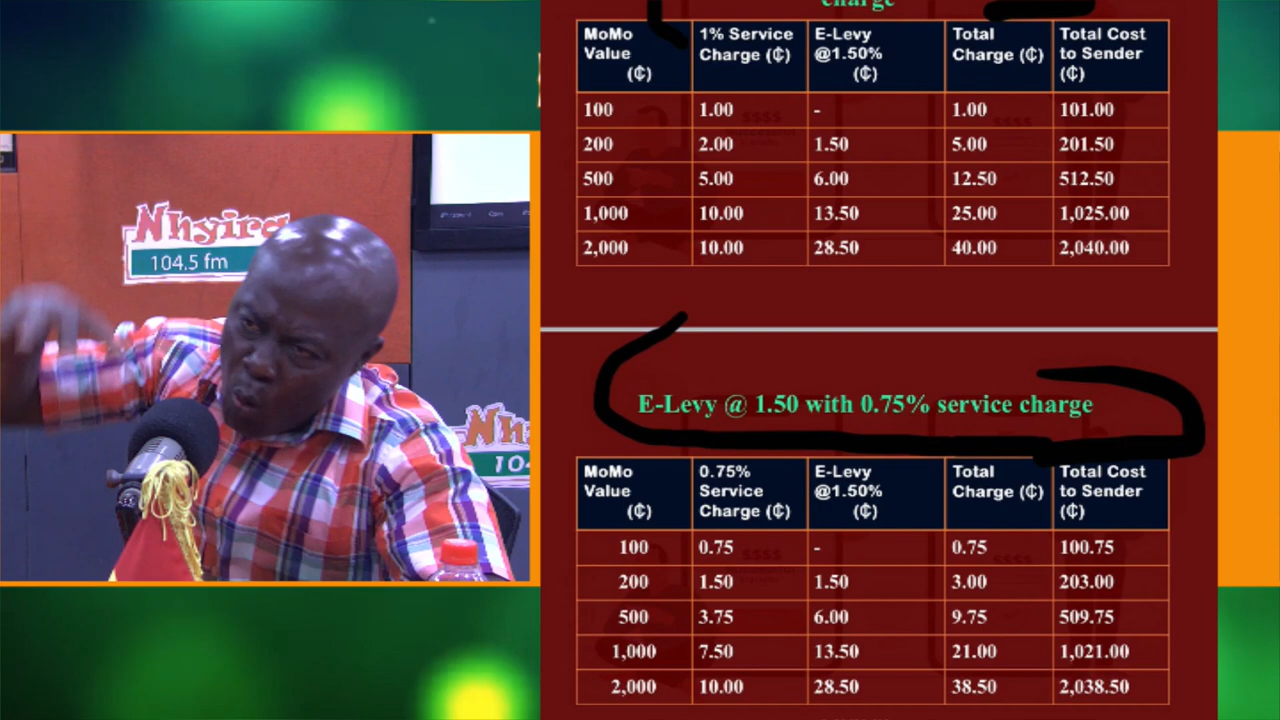 charge
MoMo Value (₵) | 1% Service Charge (₵) | E-Levy @1.50% (₵) | Total Charge (₵) | Total Cost to Sender (₵)
100 | 1.00 | - | 1.00 | 101.00
200 | 2.00 | 1.50 | 5.00 | 201.50
500 | 5.00 | 6.00 | 12.50 | 512.50
1,000 | 10.00 | 13.50 | 25.00 | 1,025.00
2,000 | 10.00 | 28.50 | 40.00 | 2,040.00
E-Levy @ 1.50 with 0.75% service charge
MoMo Value (₵) | 0.75% Service Charge (₵) | E-Levy @1.50% (₵) | Total Charge (₵) | Total Cost to Sender (₵)
100 | 0.75 | - | 0.75 | 100.75
200 | 1.50 | 1.50 | 3.00 | 203.00
500 | 3.75 | 6.00 | 9.75 | 509.75
1,000 | 7.50 | 13.50 | 21.00 | 1,021.00
2,000 | 10.00 | 28.50 | 38.50 | 2,038.50
Nhyira
104.5 fm
Nh
10